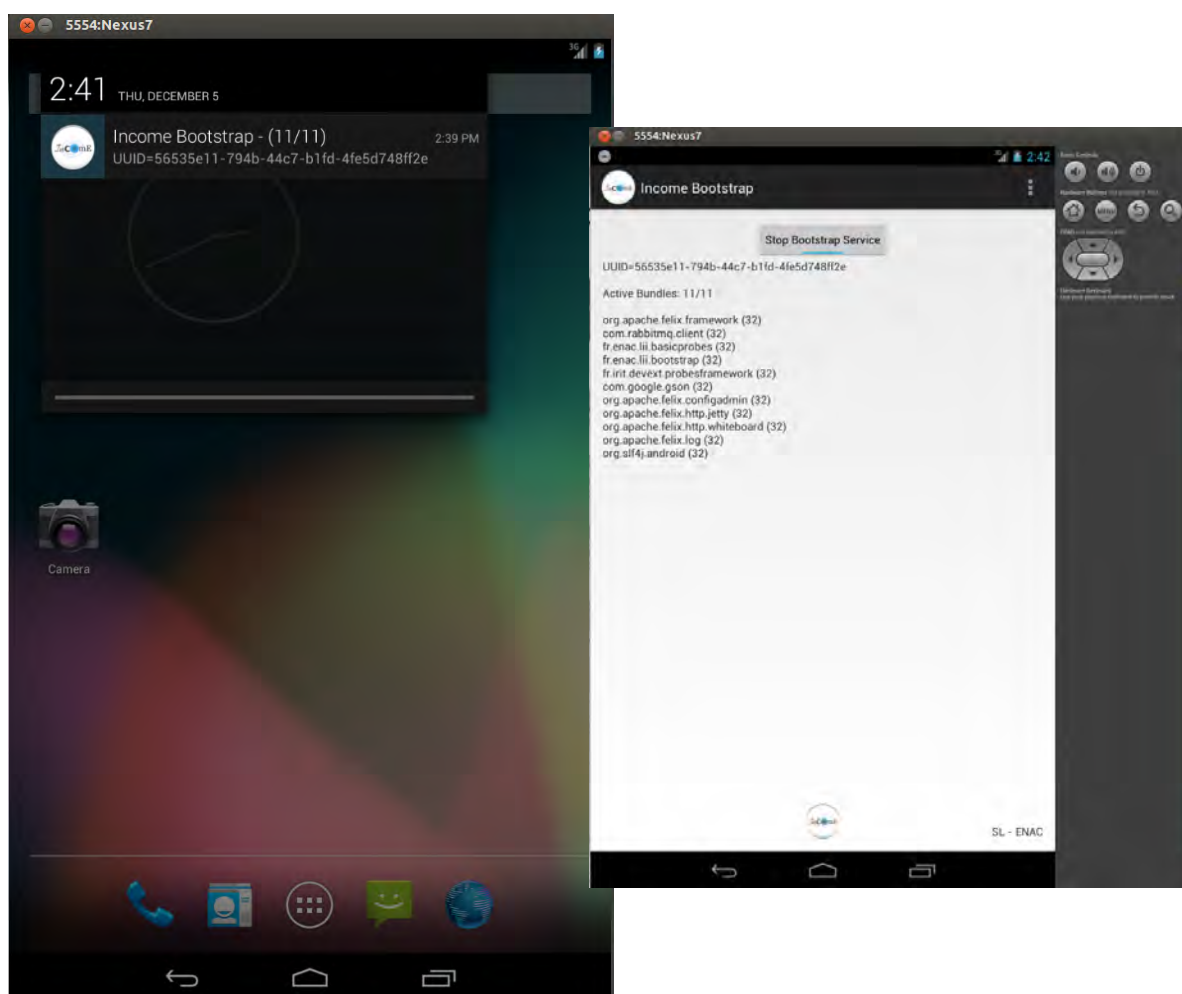 5554:Nexus7
3G
2:41 THU, DECEMBER 5
Income Bootstrap - (11/11) 2:39 PM
UUID=56535e11-794b-44c7-b1fd-4fe5d748ff2e
Camera
5554:Nexus7
3G 2:42
Income Bootstrap
Stop Bootstrap Service
UUID=56535e11-794b-44c7-b1fd-4fe5d748ff2e
Active Bundles: 11/11
org.apache.felix.framework (32)
com.rabbitmq.client (32)
fr.enac.lii.basicprobes (32)
fr.enac.lii.bootstrap (32)
fr.irit.devext.probesframework (32)
com.google.gson (32)
org.apache.felix.configadmin (32)
org.apache.felix.http.jetty (32)
org.apache.felix.http.whiteboard (32)
org.apache.felix.log (32)
org.slf4j.android (32)
SL - ENAC
MENU